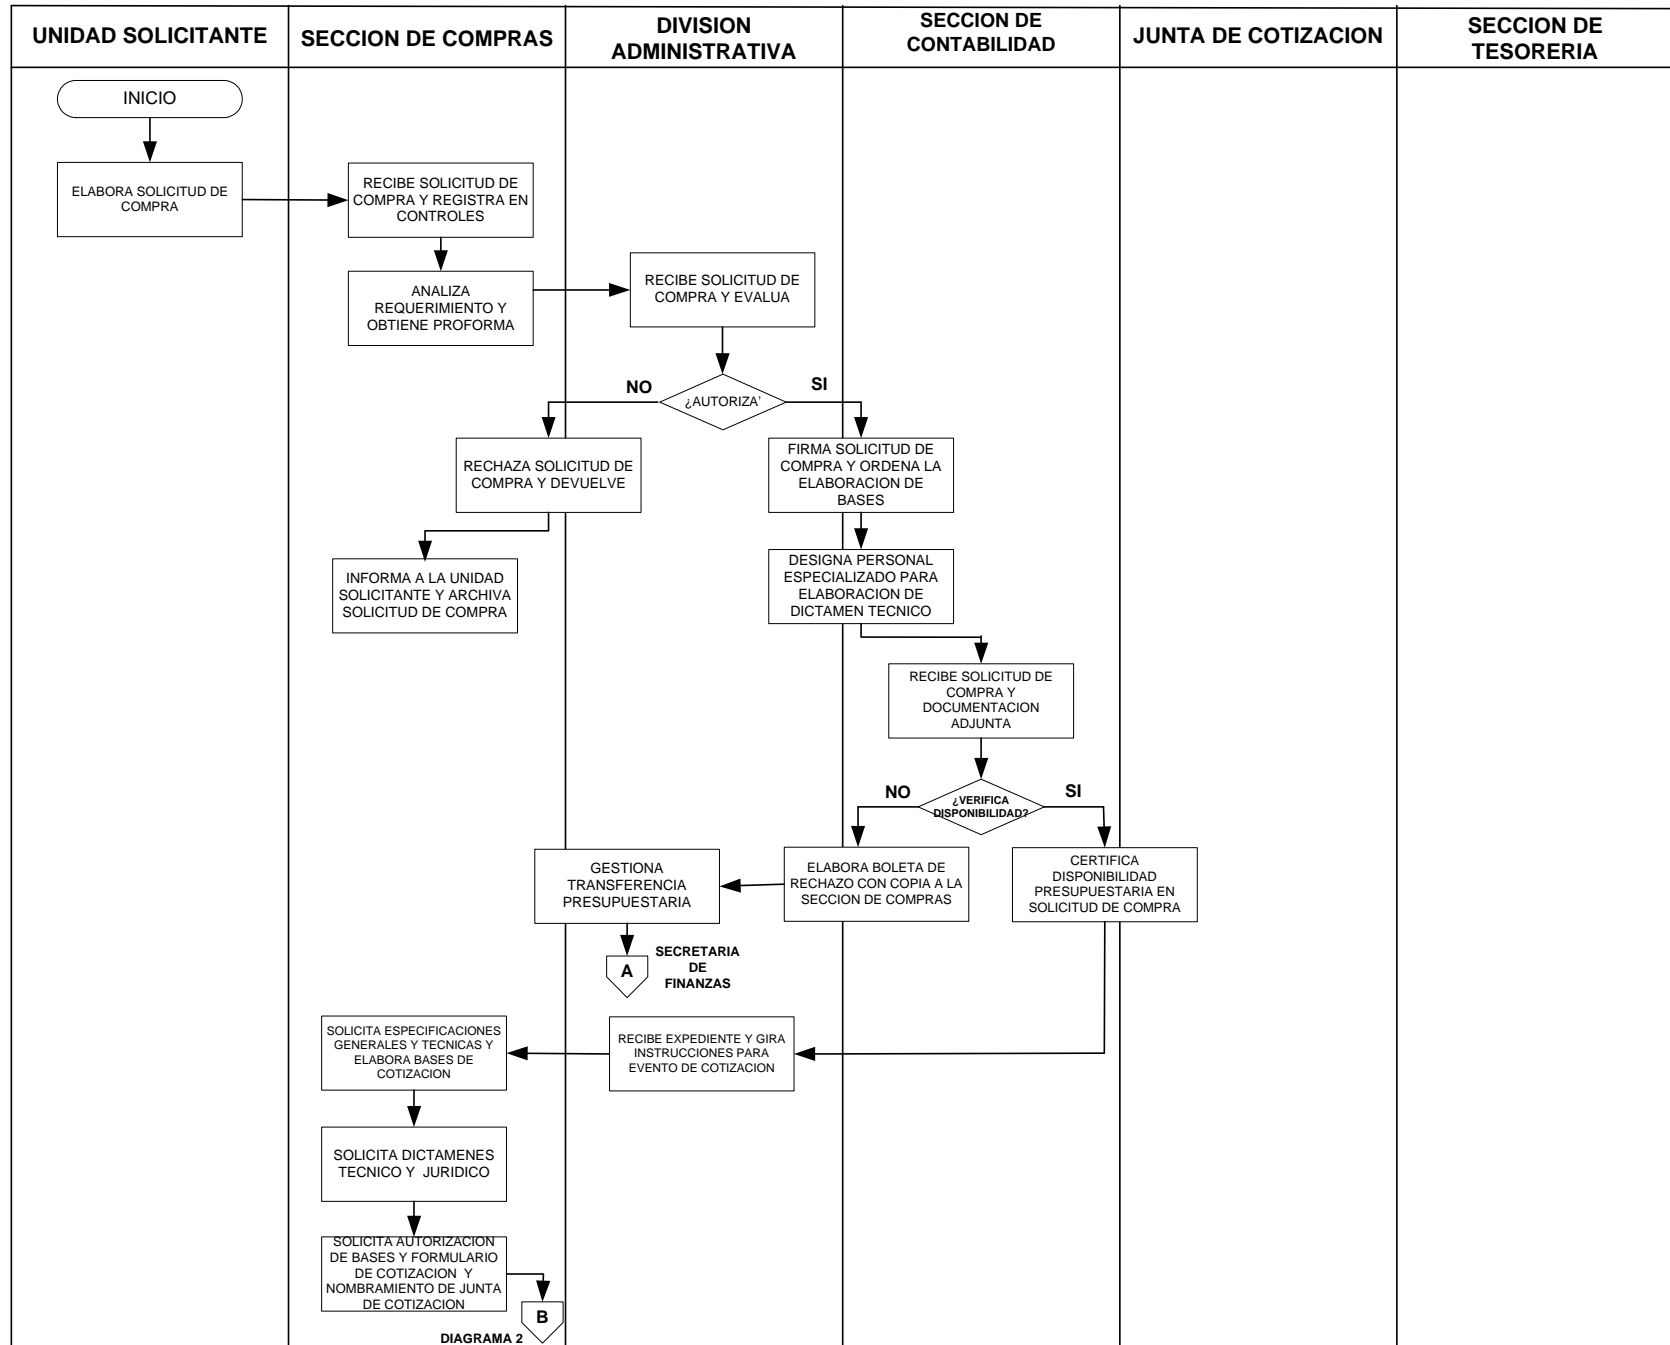 UNIDAD SOLICITANTE
SECCION DE COMPRAS
DIVISION
ADMINISTRATIVA
SECCION DE
CONTABILIDAD
JUNTA DE COTIZACION
SECCION DE
TESORERIA
INICIO
ELABORA SOLICITUD DE
COMPRA
RECIBE SOLICITUD DE
COMPRA Y REGISTRA EN
CONTROLES
ANALIZA
REQUERIMIENTO Y
OBTIENE PROFORMA
RECIBE SOLICITUD DE
COMPRA Y EVALUA
¿AUTORIZA'
NO
SI
RECHAZA SOLICITUD DE
COMPRA Y DEVUELVE
FIRMA SOLICITUD DE
COMPRA Y ORDENA LA
ELABORACION DE
BASES
INFORMA A LA UNIDAD
SOLICITANTE Y ARCHIVA
SOLICITUD DE COMPRA
DESIGNA PERSONAL
ESPECIALIZADO PARA
ELABORACION DE
DICTAMEN TECNICO
RECIBE SOLICITUD DE
COMPRA Y
DOCUMENTACION
ADJUNTA
NO
¿VERIFICA
DISPONIBILIDAD?
SI
GESTIONA
TRANSFERENCIA
PRESUPUESTARIA
ELABORA BOLETA DE
RECHAZO CON COPIA A LA
SECCION DE COMPRAS
CERTIFICA
DISPONIBILIDAD
PRESUPUESTARIA EN
SOLICITUD DE COMPRA
A
SECRETARIA
DE
FINANZAS
SOLICITA ESPECIFICACIONES
GENERALES Y TECNICAS Y
ELABORA BASES DE
COTIZACION
RECIBE EXPEDIENTE Y GIRA
INSTRUCCIONES PARA
EVENTO DE COTIZACION
SOLICITA DICTAMENES
TECNICO Y JURIDICO
SOLICITA AUTORIZACION
DE BASES Y FORMULARIO
DE COTIZACION Y
NOMBRAMIENTO DE JUNTA
DE COTIZACION
B
DIAGRAMA 2